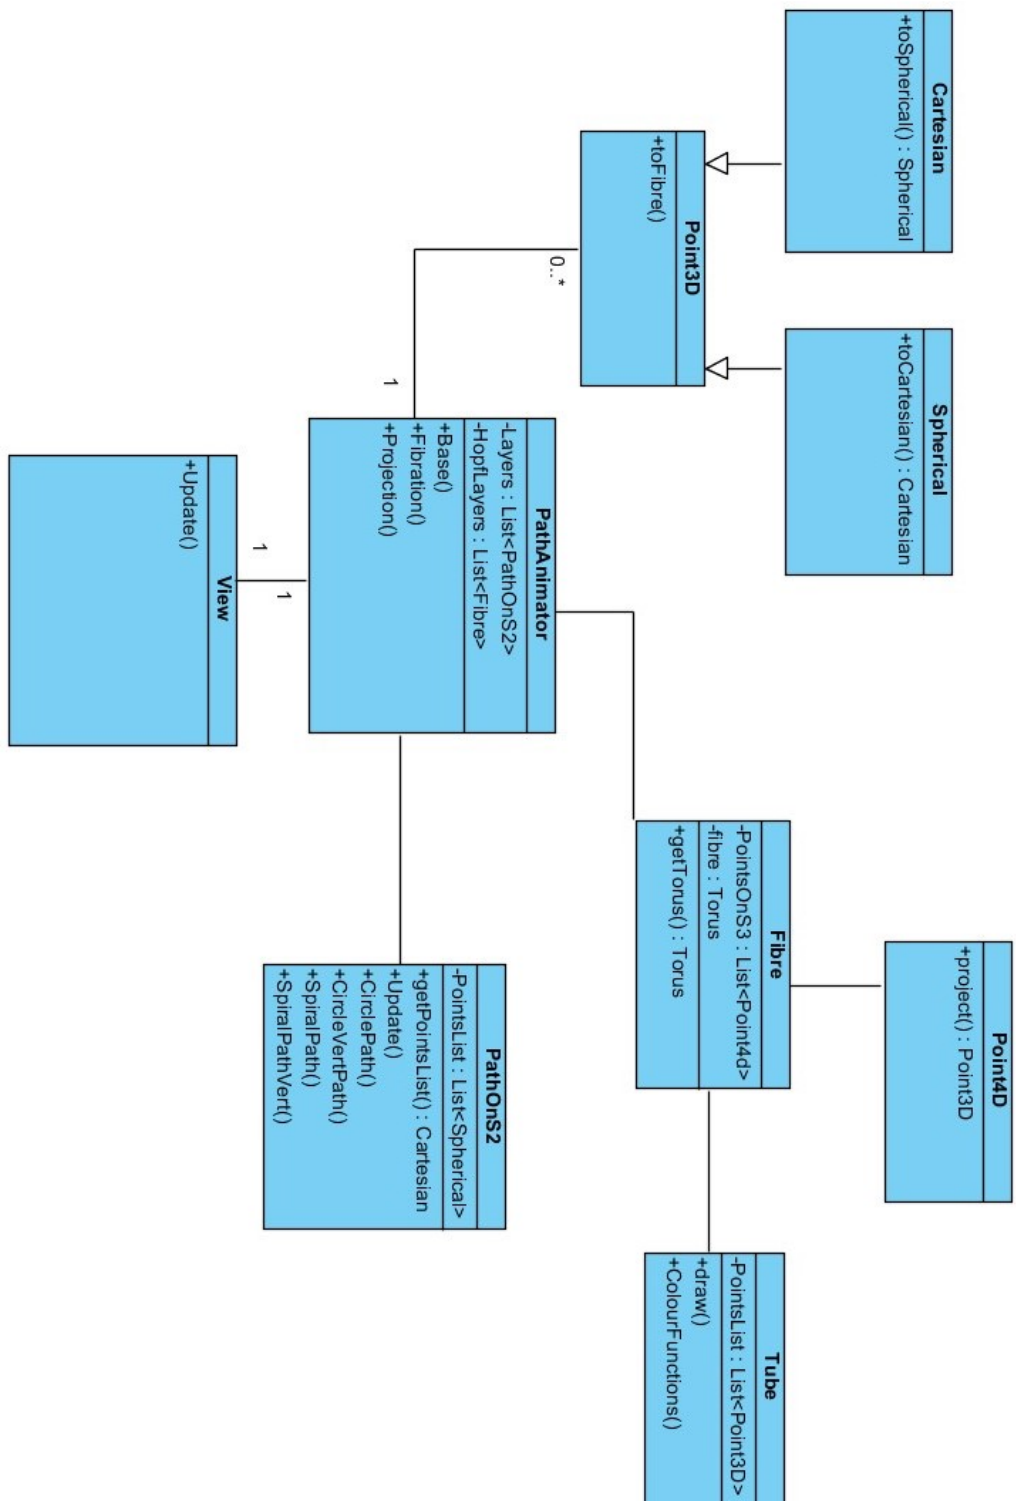 Cartesian
+toSpherical() : Spherical
Spherical
+toCartesian() : Cartesian
Point3D
+toFibre()
0..*
1
PathAnimator
-Layers : List<PathOnS2>
-HopfLayers : List<Fibre>
+Base()
+Fibration()
+Projection()
1
1
View
+Update()
Point4D
+project() : Point3D
Fibre
-PointsOnS3 : List<Point4d>
-fibre : Torus
+getTorus() : Torus
PathOnS2
-PointsList : List<Spherical>
+getPointsList() : Cartesian
+Update()
+CirclePath()
+CircleVertPath()
+SpiralPath()
+SpiralPathVert()
Tube
-PointsList : List<Point3D>
+draw()
+ColourFunctions()